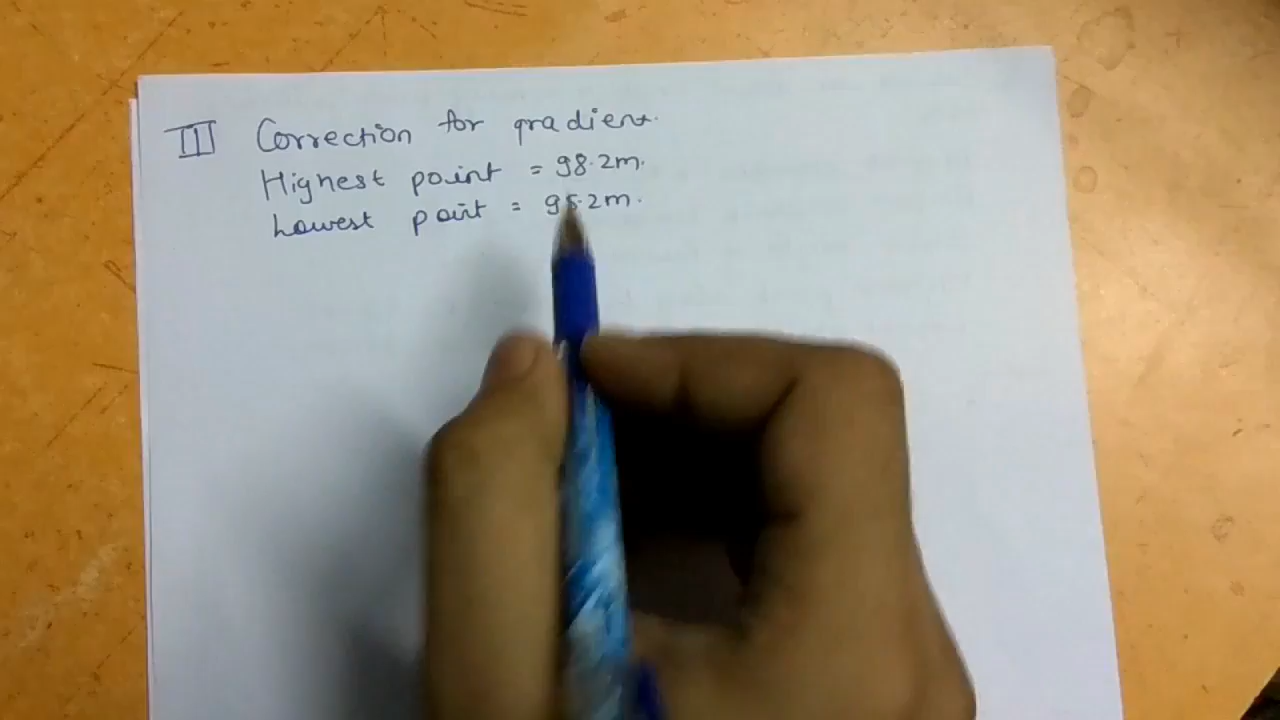 III Correction for gradient.
Highest point = 98.2m.
Lowest point = 95.2m.